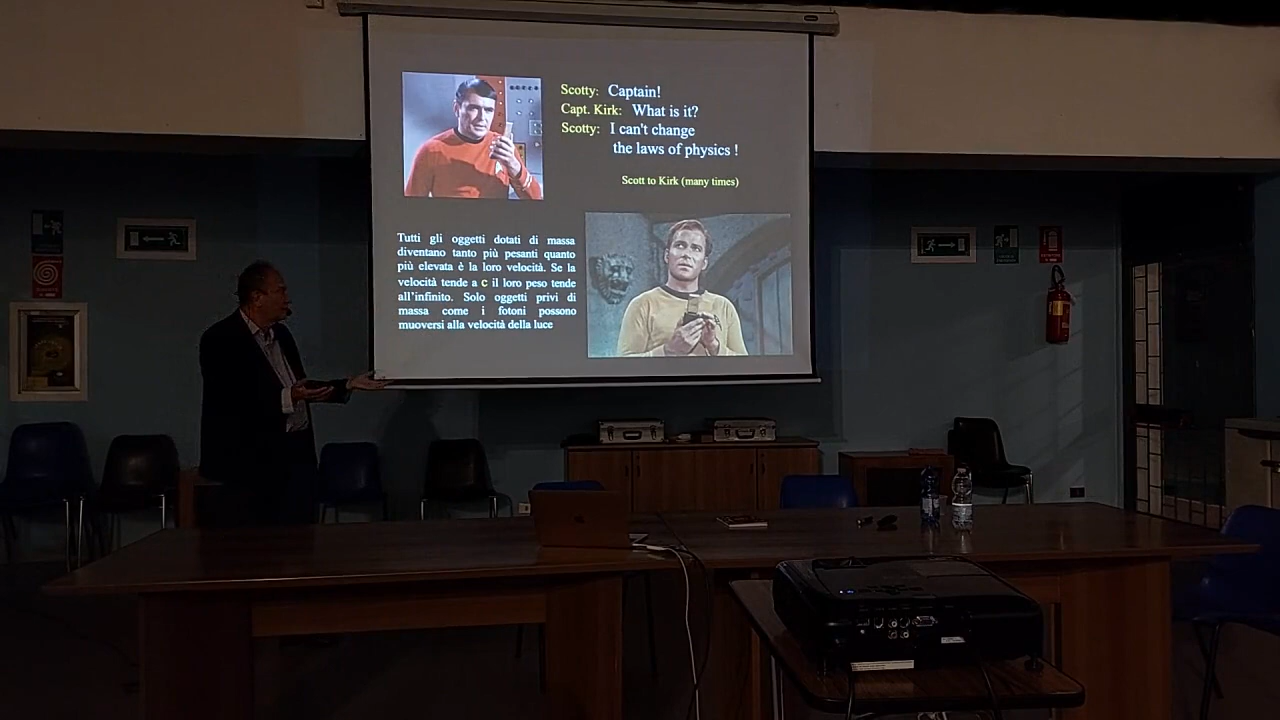 Scotty: Captain!
Capt. Kirk: What is it?
Scotty: I can't change
the laws of physics !
Scott to Kirk (many times)
Tutti gli oggetti dotati di massa
diventano tanto più pesanti quanto
più elevata è la loro velocità. Se la
velocità tende a c il loro peso tende
all'infinito. Solo oggetti privi di
massa come i fotoni possono
muoversi alla velocità della luce